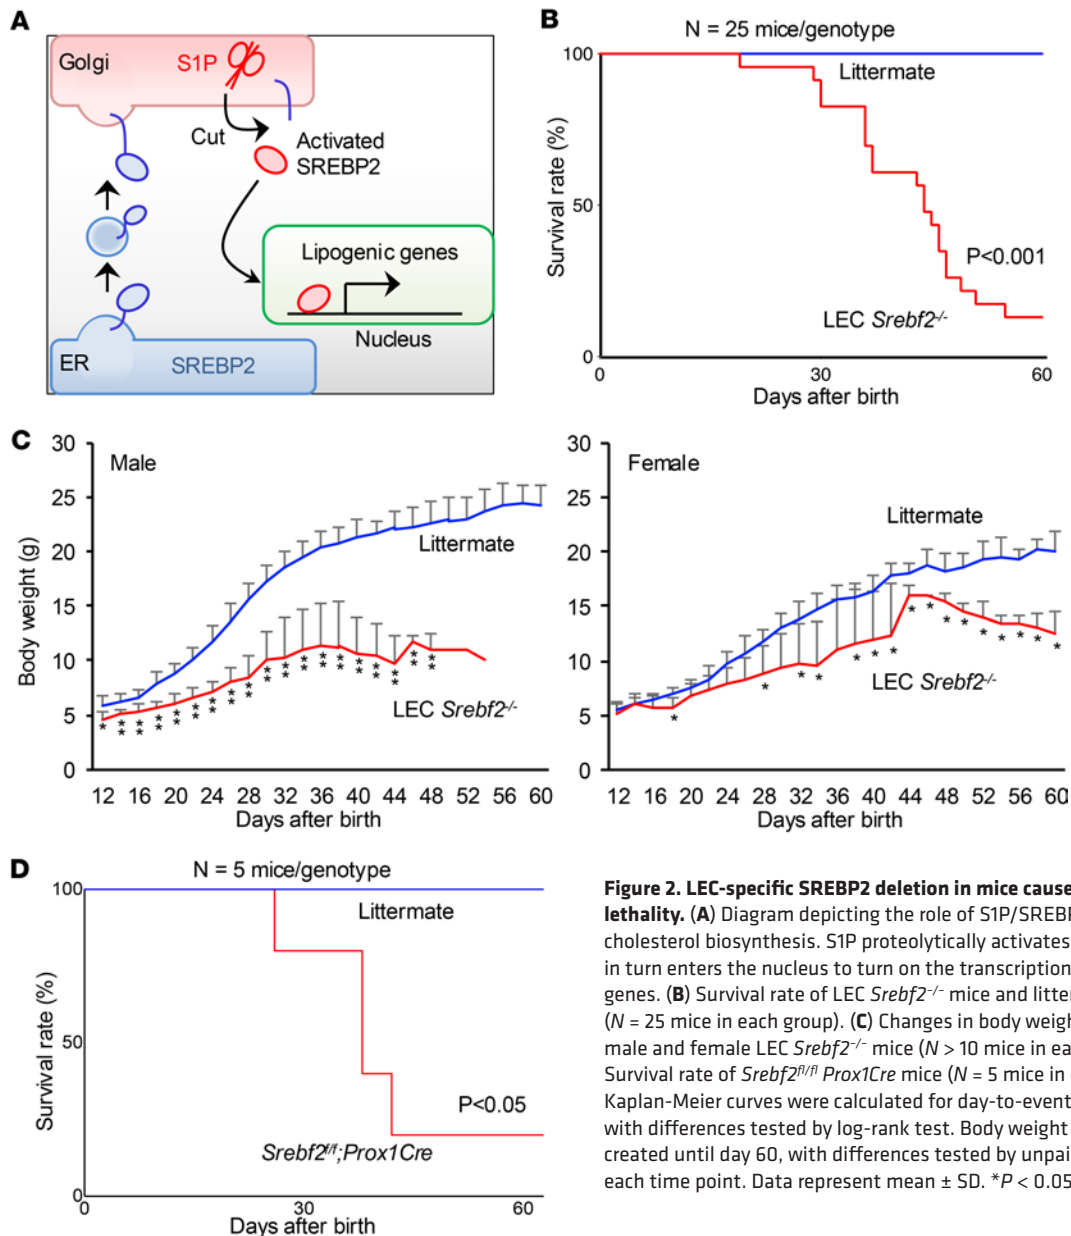 A
Golgi
S1P
Cut
Activated
SREBP2
Lipogenic genes
Nucleus
ER
SREBP2
B
N = 25 mice/genotype
100
50
0
Survival rate (%)
Littermate
P<0.001
LEC Srebf2-/-
0 30 60
Days after birth
C
30
25
20
15
10
5
0
Body weight (g)
Male
Littermate
LEC Srebf2-/-
** ** ** ** ** ** ** ** ** ** ** ** ** ** ** ** ** **
12 16 20 24 28 32 36 40 44 48 52 56 60
Days after birth
30
25
20
15
10
5
0
Female
Littermate
LEC Srebf2-/-
* * * * * * * * * * * * * * *
12 16 20 24 28 32 36 40 44 48 52 56 60
Days after birth
D
N = 5 mice/genotype
100
50
0
Survival rate (%)
Littermate
P<0.05
Srebf2f/f;Prox1Cre
0 30 60
Days after birth
Figure 2. LEC-specific SREBP2 deletion in mice cause
lethality. (A) Diagram depicting the role of S1P/SREBP
cholesterol biosynthesis. S1P proteolytically activates
in turn enters the nucleus to turn on the transcription
genes. (B) Survival rate of LEC Srebf2−/− mice and litter
(N = 25 mice in each group). (C) Changes in body weigh
male and female LEC Srebf2−/− mice (N > 10 mice in ea
Survival rate of Srebf2fl/fl Prox1Cre mice (N = 5 mice in
Kaplan-Meier curves were calculated for day-to-event
with differences tested by log-rank test. Body weight
created until day 60, with differences tested by unpai
each time point. Data represent mean ± SD. *P < 0.05